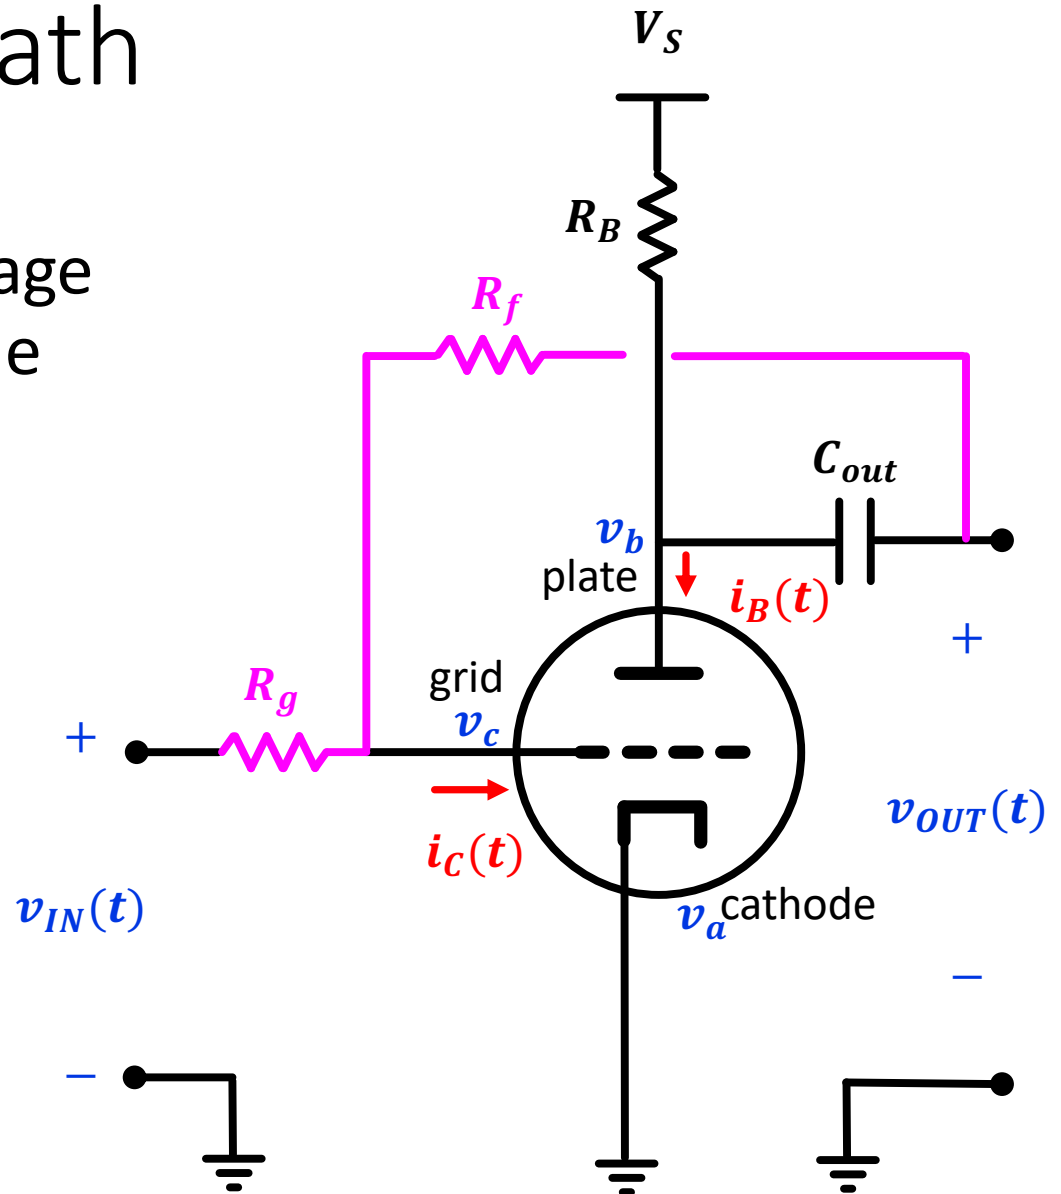 ath
V_S
R_B
age
R_f
e
C_out
v_b
plate
i_B(t)
+
grid
R_g
v_c
+
v_OUT(t)
i_C(t)
v_IN(t)
v_a cathode
−
−